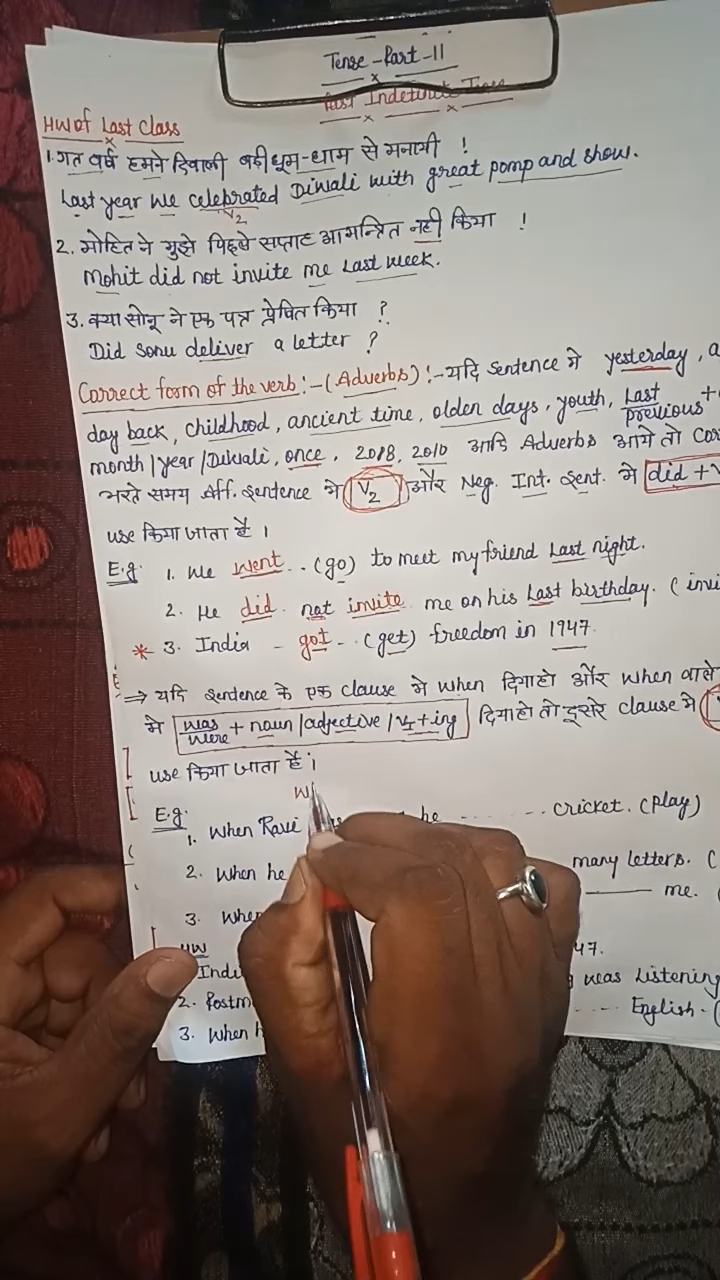 Tense-Part-II
Past Indefinite Tense
HW of Last Class
1. गत वर्ष हमने दिवाली बड़ी धूम-धाम से मनायी !
Last year we celebrated Diwali with great pomp and show.
V2
2. मोहित ने मुझे पिछले सप्ताह आमन्त्रित नही किया !
Mohit did not invite me Last week.
3. क्या सोनू ने एक पत्र प्रेषित किया ?
Did Sonu deliver a letter ?
Correct form of the verb:-(Adverbs):- यदि sentence मे yesterday, a
day back, childhood, ancient time, olden days, youth, Last previous +
month/year/Diwali, once, 2018, 2010 आदि Adverbs आये तो Cor
भरते समय Aff. sentence मे V2 और Neg. Int. Sent. मे did + V
use किया जाता है ।
E.g. 1. We went .. (go) to meet my friend Last night.
2. He did not invite me on his Last birthday. (invi
* 3. India - got - (get) freedom in 1947.
⇒ यदि sentence के एक clause मे when दिया हो और when वाले
मे was were + noun/adjective/V1+ing दिया हो तो दूसरे clause मे
use किया जाता है ।
W
E.g. 1. When Ravi he ........ cricket. (Play)
2. When he many letters. (
3. When ______ me.
HW
Indi 47.
2. Postm was Listening
3. When h .... English. (